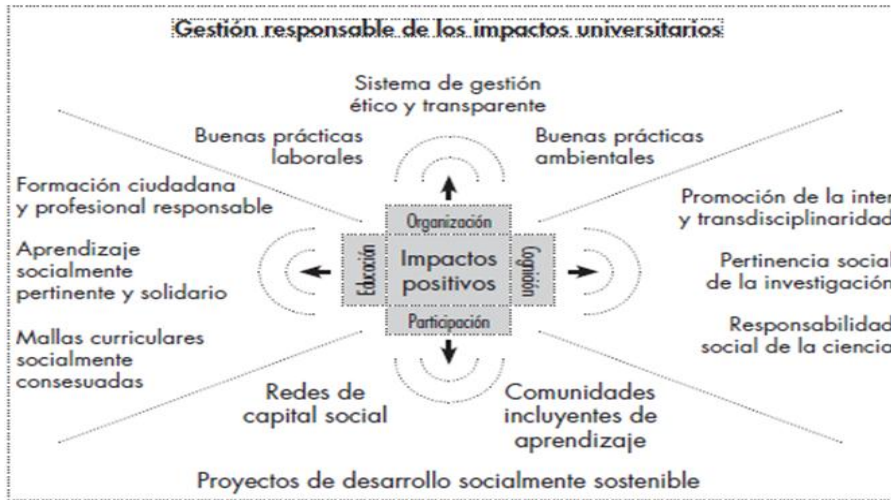 Gestión responsable de los impactos universitarios
Sistema de gestión
ético y transparente
Buenas prácticas
laborales
Buenas prácticas
ambientales
Formación ciudadana
y profesional responsable
Aprendizaje
socialmente
pertinente y solidario
Mallas curriculares
socialmente
consesuadas
Organización
Educación
Impactos
positivos
Cognición
Participación
Promoción de la inter
y transdisciplinaridad
Pertinencia social
de la investigación
Responsabilidad
social de la ciencia
Redes de
capital social
Comunidades
incluyentes de
aprendizaje
Proyectos de desarrollo socialmente sostenible